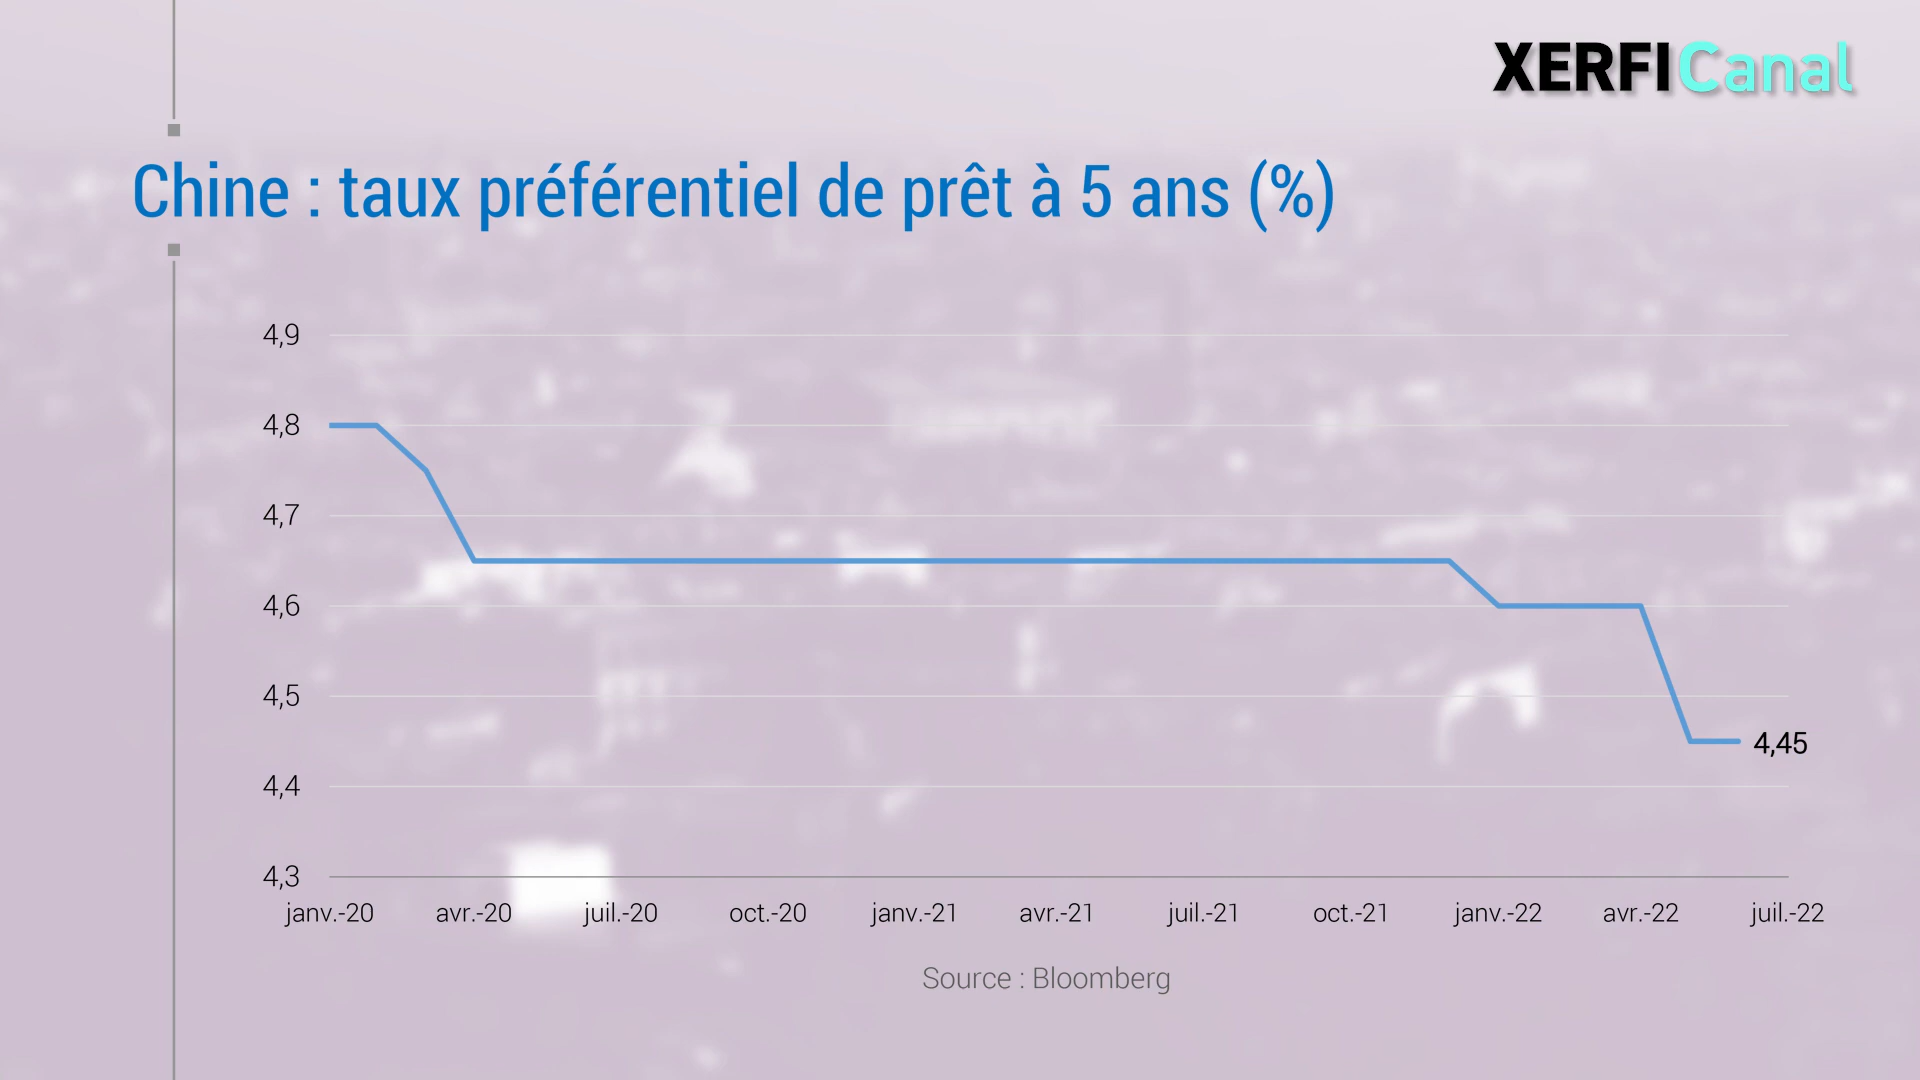 XERFI Canal
Chine : taux préférentiel de prêt à 5 ans (%)
4,9
4,8
4,7
4,6
4,5
4,45
4,4
4,3
janv.-20 avr.-20 juil.-20 oct.-20 janv.-21 avr.-21 juil.-21 oct.-21 janv.-22 avr.-22 juil.-22
Source : Bloomberg